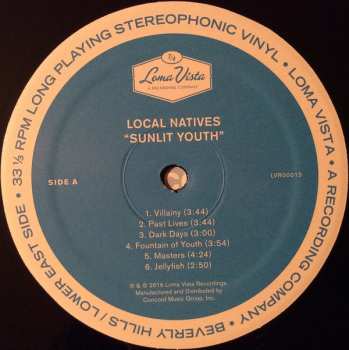 33 ⅓ RPM LONG PLAYING STEREOPHONIC VINYL • LOMA VISTA • A RECORDING COMPANY • BEVERLY HILLS / LOWER EAST SIDE •
Loma Vista
A RECORDING COMPANY
LOCAL NATIVES
"SUNLIT YOUTH"
SIDE A
LVR00015
1. Villainy (3:44)
2. Past Lives (3:44)
3. Dark Days (3:00)
4. Fountain of Youth (3:54)
5. Masters (4:24)
6. Jellyfish (2:50)
℗ & © 2016 Loma Vista Recordings.
Manufactured and Distributed by
Concord Music Group, Inc.